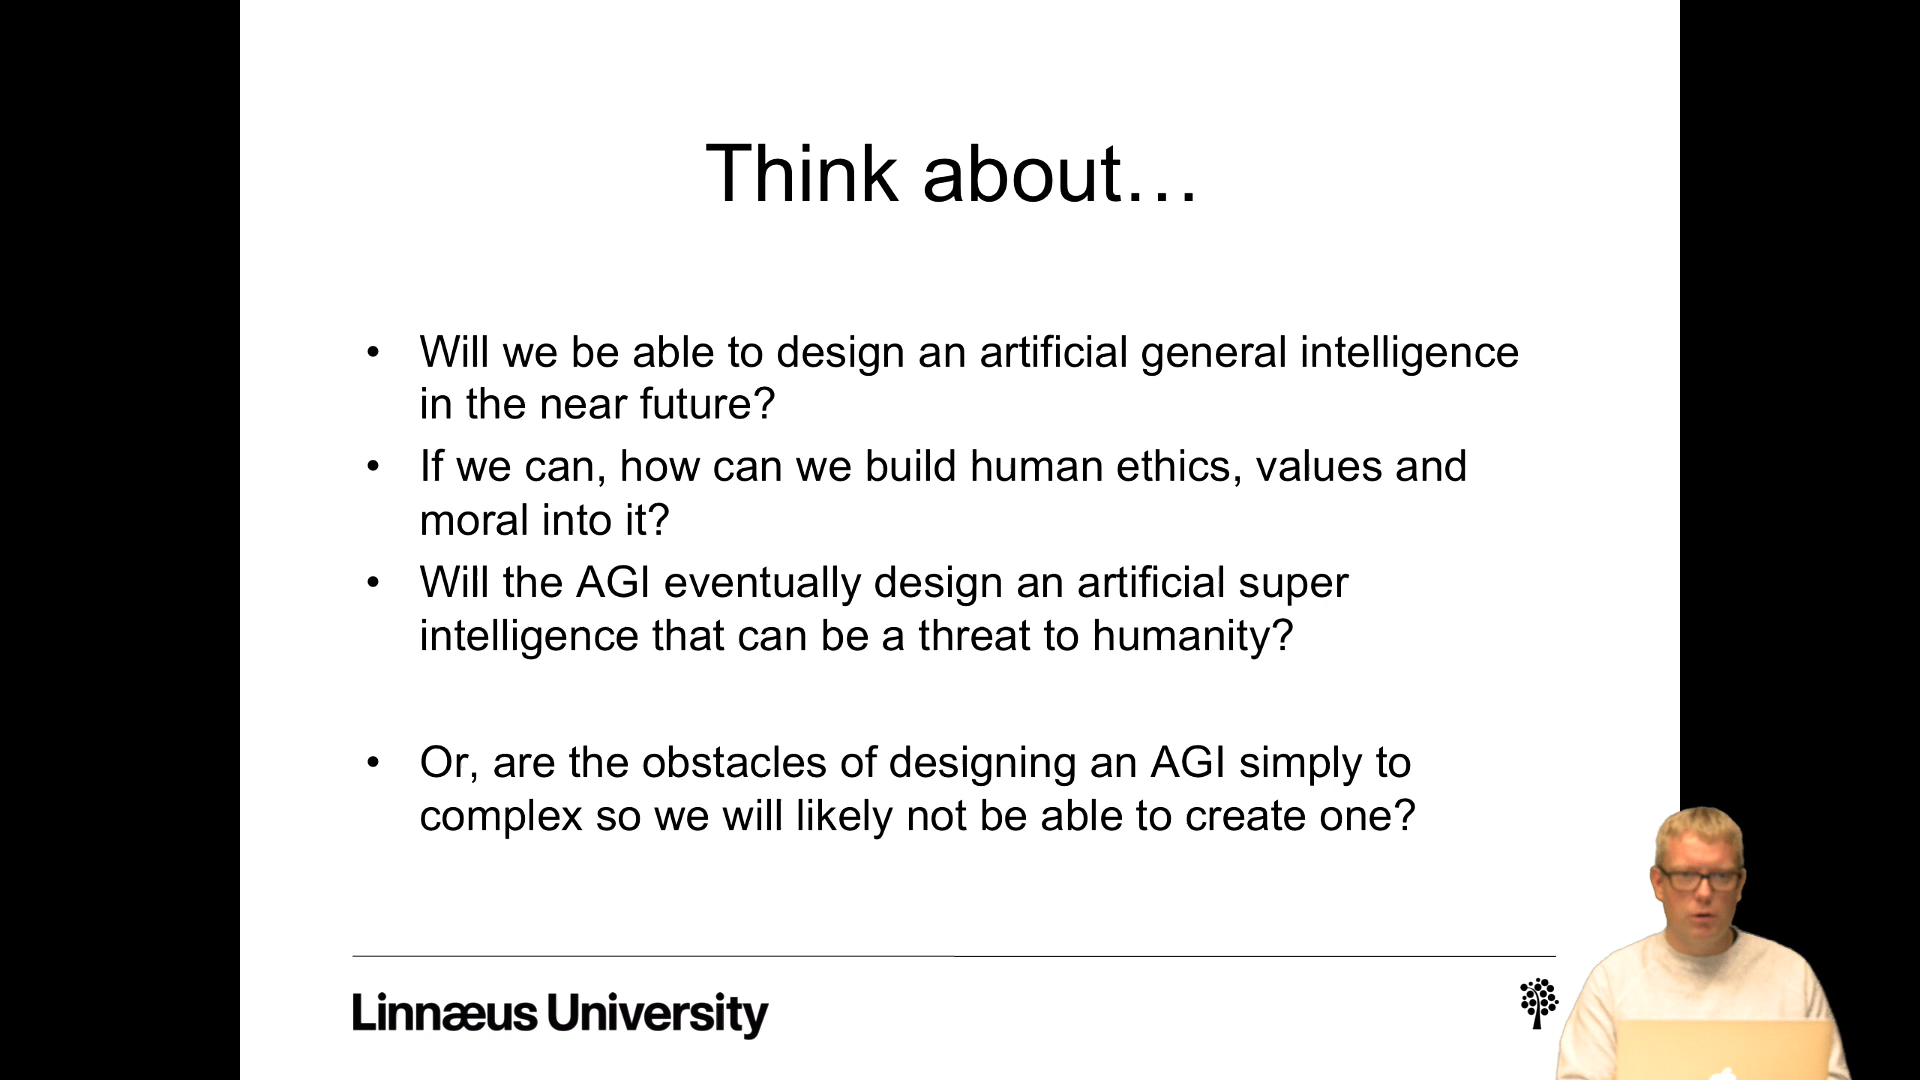 Think about…
• Will we be able to design an artificial general intelligence
in the near future?
• If we can, how can we build human ethics, values and
moral into it?
• Will the AGI eventually design an artificial super
intelligence that can be a threat to humanity?
• Or, are the obstacles of designing an AGI simply to
complex so we will likely not be able to create one?
Linnæus University